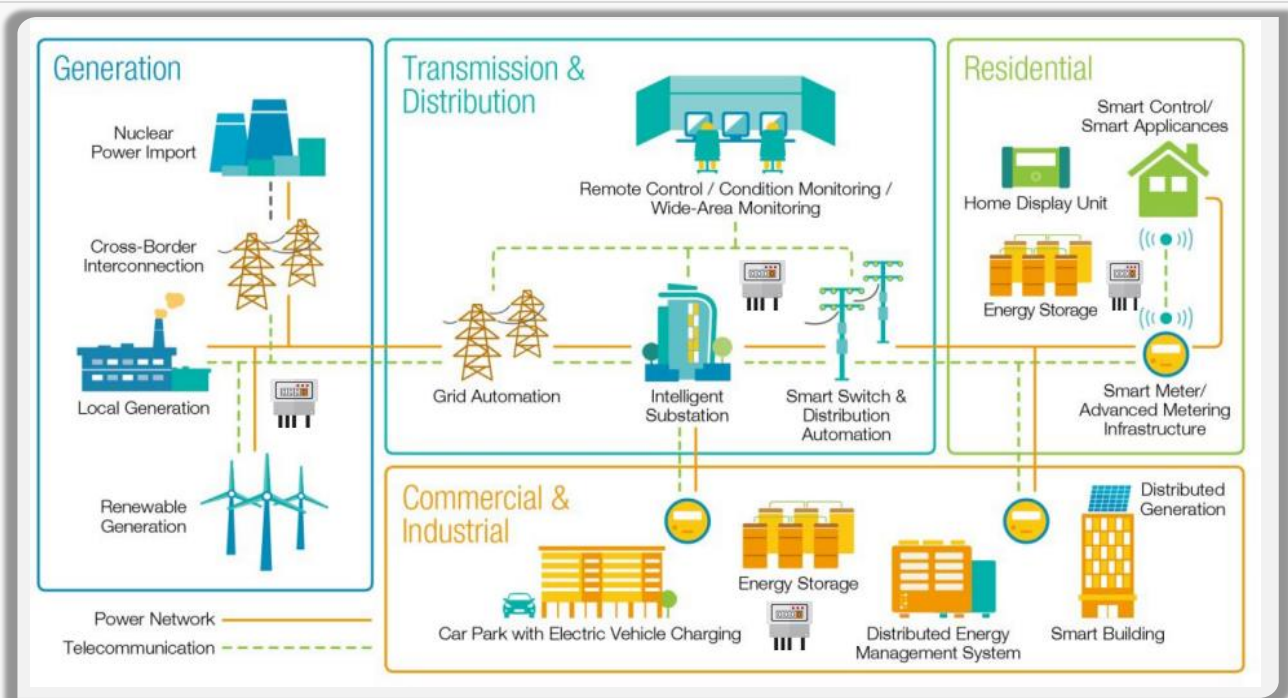 Generation
Nuclear
Power Import
Cross-Border
Interconnection
Local Generation
Renewable
Generation
Power Network
Telecommunication
Transmission &
Distribution
Remote Control / Condition Monitoring /
Wide-Area Monitoring
Grid Automation
Intelligent
Substation
Smart Switch &
Distribution
Automation
Residential
Smart Control/
Smart Applicances
Home Display Unit
Energy Storage
Smart Meter/
Advanced Metering
Infrastructure
Commercial &
Industrial
Car Park with Electric Vehicle Charging
Energy Storage
Distributed Energy
Management System
Distributed
Generation
Smart Building